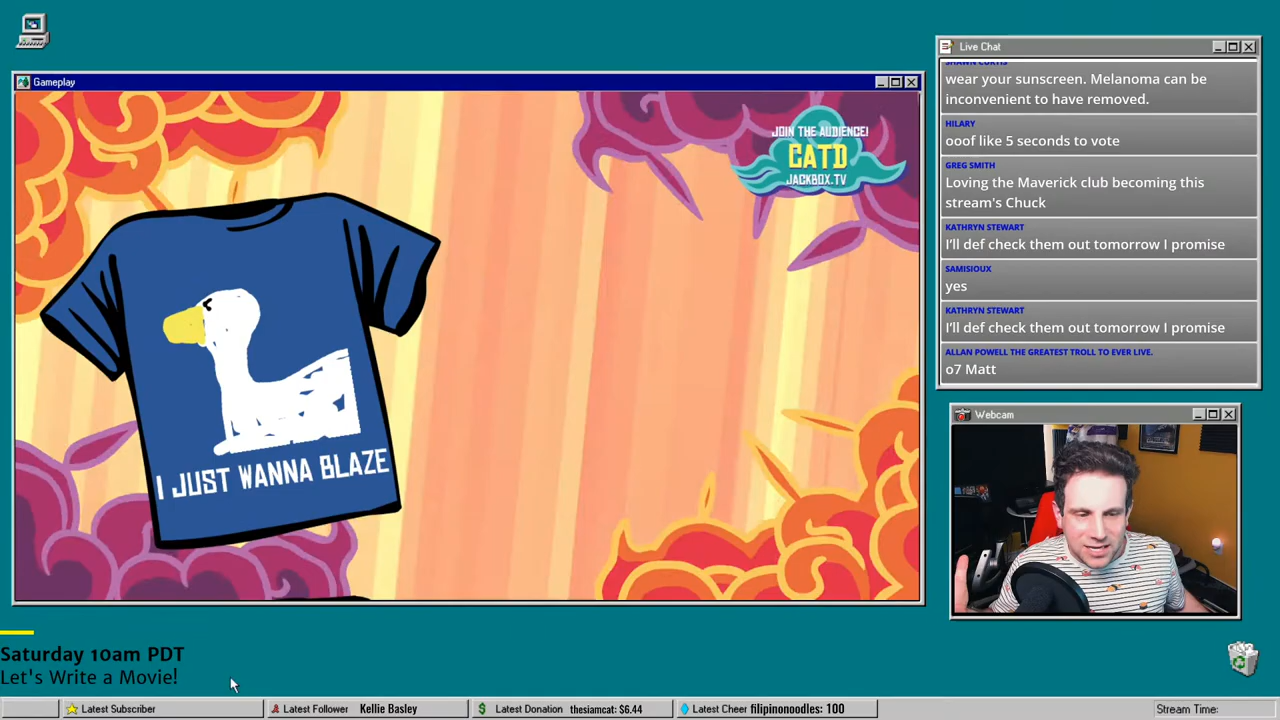 Gameplay
JOIN THE AUDIENCE!
CATD
JACKBOX.TV
I JUST WANNA BLAZE
Live Chat
SHAWN CURTIS
wear your sunscreen. Melanoma can be
inconvenient to have removed.
HILARY
ooof like 5 seconds to vote
GREG SMITH
Loving the Maverick club becoming this
stream's Chuck
KATHRYN STEWART
I'll def check them out tomorrow I promise
SAMISIOUX
yes
KATHRYN STEWART
I'll def check them out tomorrow I promise
ALLAN POWELL THE GREATEST TROLL TO EVER LIVE.
o7 Matt
Webcam
Saturday 10am PDT
Let's Write a Movie!
Latest Subscriber
Latest Follower Kellie Basley
Latest Donation thesiamcat: $6.44
Latest Cheer filipinonoodles: 100
Stream Time: